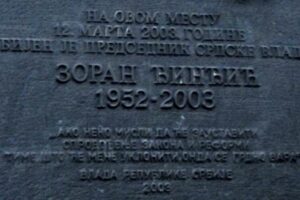 НА ОВОМ МЕСТУ
12. МАРТА 2003. ГОДИНЕ
БИЈЕН ЈЕ ПРЕДСЕДНИК СРПСКЕ ВЛАД
ЗОРАН ЂИНЂИЋ
1952-2003
„АКО НЕКО МИСЛИ ДА ЋЕ ЗАУСТАВИТИ
СПРОВОЂЕЊЕ ЗАКОНА И РЕФОРМИ
ТИМЕ ШТО ЋЕ МЕНЕ УКЛОНИТИ, ОНДА СЕ ГРДНО ВАРА"
ВЛАДА РЕПУБЛИКЕ СРБИЈЕ
2003